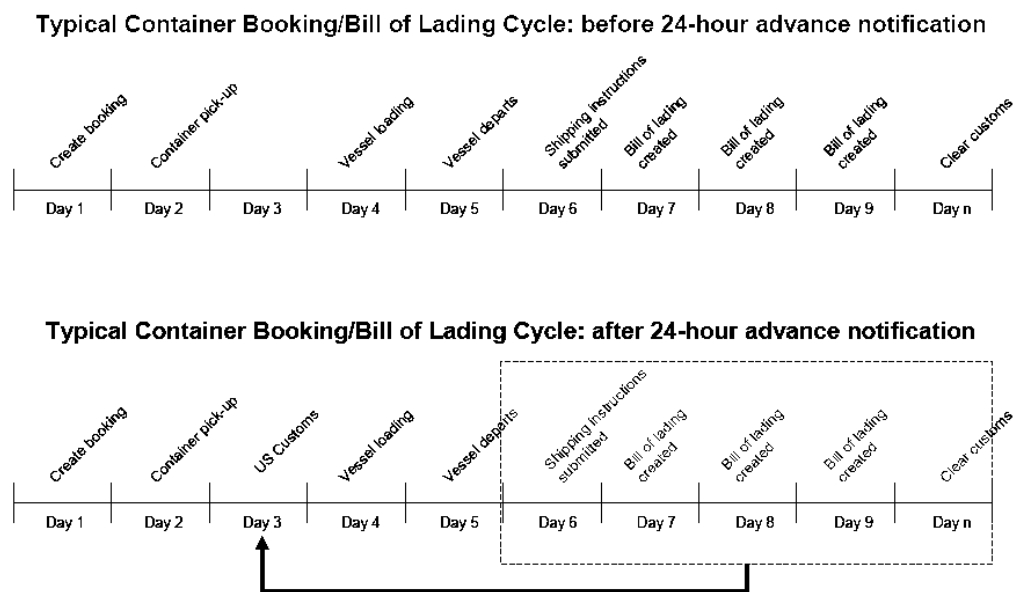 Typical Container Booking/Bill of Lading Cycle: before 24-hour advance notification
Create booking
Container pick-up
Vessel loading
Vessel departs
Shipping instructions
submitted
Bill of lading
created
Bill of lading
created
Bill of lading
created
Clear customs
Day 1
Day 2
Day 3
Day 4
Day 5
Day 6
Day 7
Day 8
Day 9
Day n
Typical Container Booking/Bill of Lading Cycle: after 24-hour advance notification
Create booking
Container pick-up
US Customs
Vessel loading
Vessel departs
Shipping instructions
submitted
Bill of lading
created
Bill of lading
created
Bill of lading
created
Clear customs
Day 1
Day 2
Day 3
Day 4
Day 5
Day 6
Day 7
Day 8
Day 9
Day n